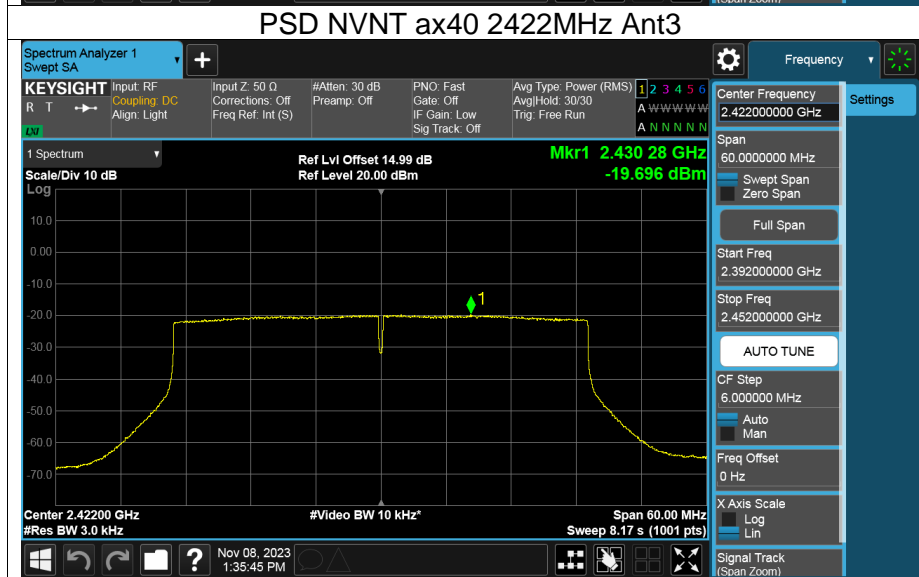 (Span Zoom)
PSD NVNT ax40 2422MHz Ant3
Spectrum Analyzer 1
Swept SA
+
Frequency
KEYSIGHT
R T
LXI
Input: RF
Coupling: DC
Align: Light
Input Z: 50 Ω
Corrections: Off
Freq Ref: Int (S)
#Atten: 30 dB
Preamp: Off
PNO: Fast
Gate: Off
IF Gain: Low
Sig Track: Off
Avg Type: Power (RMS)
Avg|Hold: 30/30
Trig: Free Run
1 2 3 4 5 6
A W W W W W
A N N N N N
1 Spectrum
Scale/Div 10 dB
Log
Ref Lvl Offset 14.99 dB
Ref Level 20.00 dBm
Mkr1 2.430 28 GHz
-19.696 dBm
10.0
0.00
-10.0
-20.0
-30.0
-40.0
-50.0
-60.0
-70.0
1
Center 2.42200 GHz
#Res BW 3.0 kHz
#Video BW 10 kHz*
Span 60.00 MHz
Sweep 8.17 s (1001 pts)
?
Nov 08, 2023
1:35:45 PM
Center Frequency
2.422000000 GHz
Span
60.0000000 MHz
Swept Span
Zero Span
Full Span
Start Freq
2.392000000 GHz
Stop Freq
2.452000000 GHz
AUTO TUNE
CF Step
6.000000 MHz
Auto
Man
Freq Offset
0 Hz
X Axis Scale
Log
Lin
Signal Track
(Span Zoom)
Settings